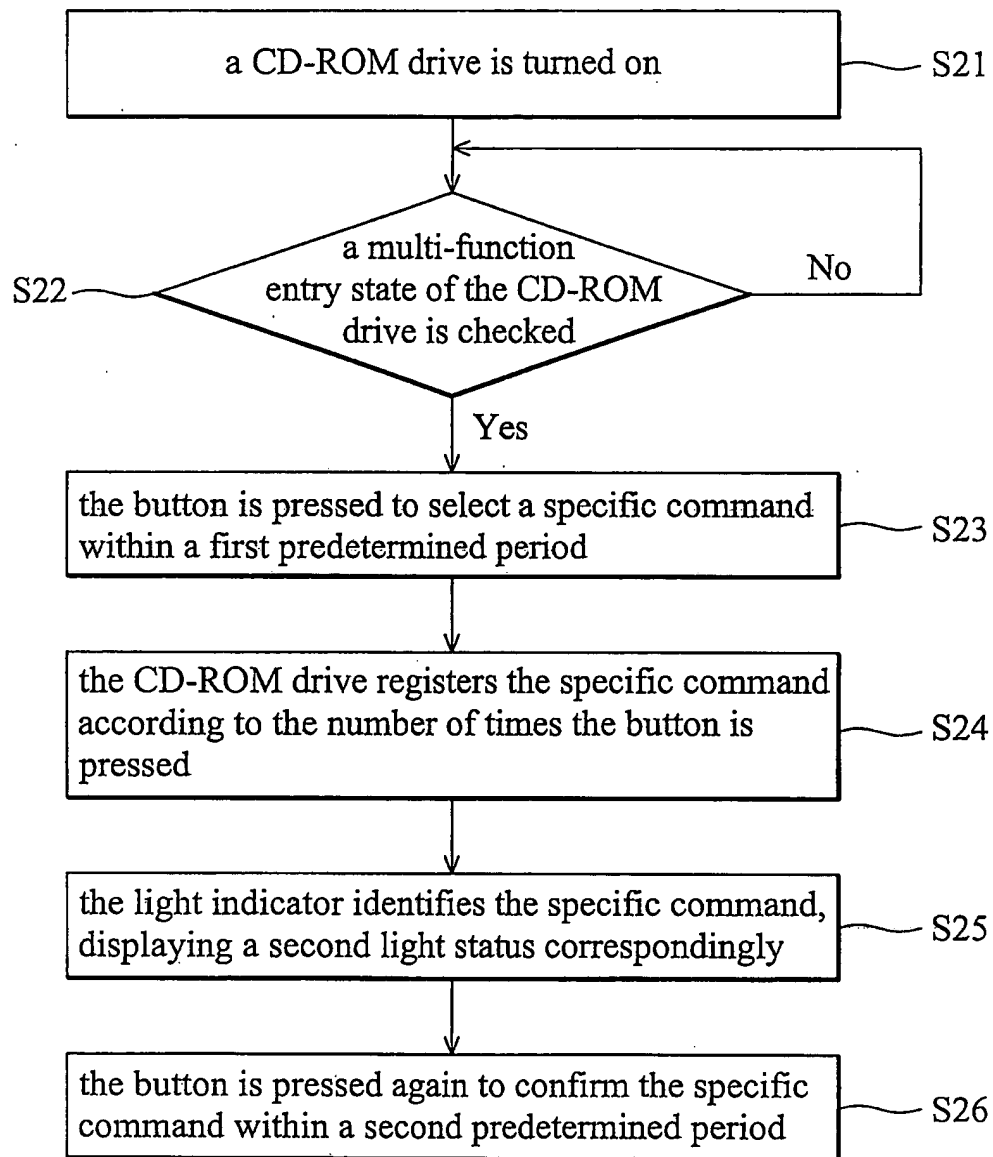 a CD-ROM drive is turned on
S21
a multi-function
entry state of the CD-ROM
drive is checked
S22
No
Yes
the button is pressed to select a specific command
within a first predetermined period
S23
the CD-ROM drive registers the specific command
according to the number of times the button is
pressed
S24
the light indicator identifies the specific command,
displaying a second light status correspondingly
S25
the button is pressed again to confirm the specific
command within a second predetermined period
S26